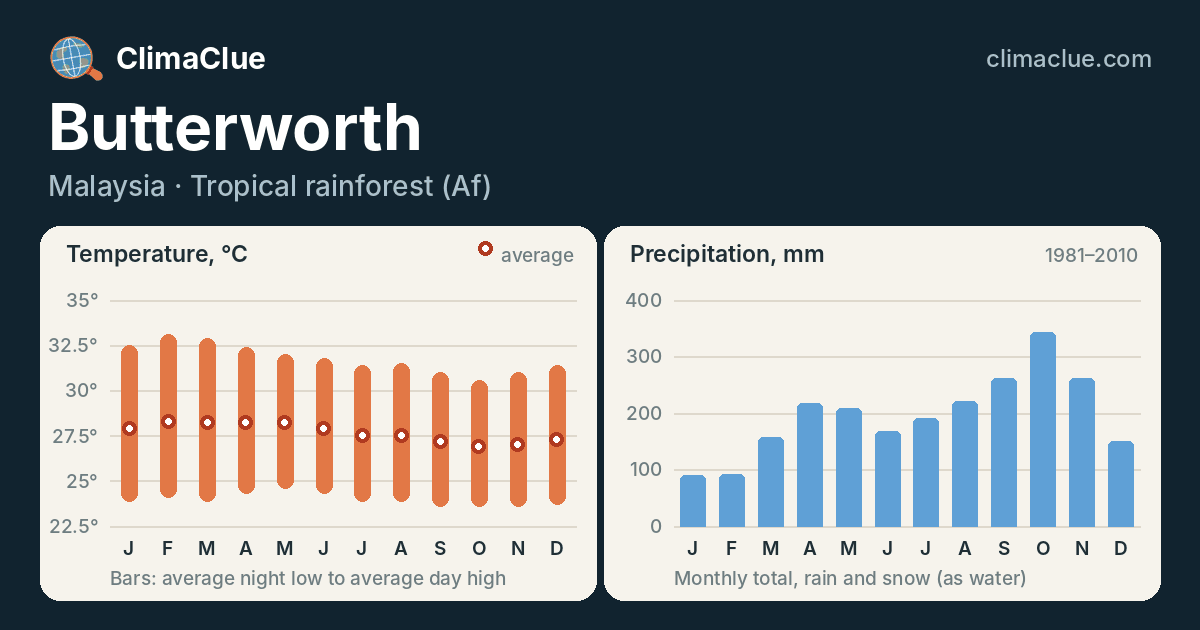 ClimaClue
climaclue.com
Butterworth
Malaysia · Tropical rainforest (Af)
Temperature, °C
average
35°
32.5°
30°
27.5°
25°
22.5°
J F M A M J J A S O N D
Bars: average night low to average day high
Precipitation, mm
1981–2010
400
300
200
100
0
J F M A M J J A S O N D
Monthly total, rain and snow (as water)